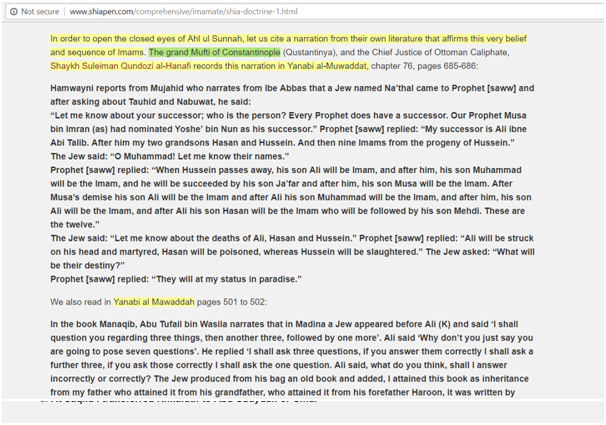 Not secure | www.shiapen.com/comprehensive/imamate/shia-doctrine-1.html
In order to open the closed eyes of Ahl ul Sunnah, let us cite a narration from their own literature that affirms this very belief
and sequence of Imams. The grand Mufti of Constantinople (Qustantinya), and the Chief Justice of Ottoman Caliphate,
Shaykh Suleiman Qundozi al-Hanafi records this narration in Yanabi al-Muwaddat, chapter 76, pages 685-686:
Hamwayni reports from Mujahid who narrates from Ibe Abbas that a Jew named Na'thal came to Prophet [saww] and
after asking about Tauhid and Nabuwat, he said:
"Let me know about your successor; who is the person? Every Prophet does have a successor. Our Prophet Musa
bin Imran (as) had nominated Yoshe' bin Nun as his successor." Prophet [saww] replied: "My successor is Ali ibne
Abi Talib. After him my two grandsons Hasan and Hussein. And then nine Imams from the progeny of Hussein."
The Jew said: "O Muhammad! Let me know their names."
Prophet [saww] replied: "When Hussein passes away, his son Ali will be Imam, and after him, his son Muhammad
will be the Imam, and he will be succeeded by his son Ja'far and after him, his son Musa will be the Imam. After
Musa's demise his son Ali will be the Imam and after Ali his son Muhammad will be the Imam, and after him, his son
Ali will be the Imam, and after Ali his son Hasan will be the Imam who will be followed by his son Mehdi. These are
the twelve."
The Jew said: "Let me know about the deaths of Ali, Hasan and Hussein." Prophet [saww] replied: "Ali will be struck
on his head and martyred, Hasan will be poisoned, whereas Hussein will be slaughtered." The Jew asked: "What will
be their destiny?"
Prophet [saww] replied: "They will at my status in paradise."
We also read in Yanabi al Mawaddah pages 501 to 502:
In the book Manaqib, Abu Tufail bin Wasila narrates that in Madina a Jew appeared before Ali (K) and said 'I shall
question you regarding three things, then another three, followed by one more'. Ali said 'Why don't you just say you
are going to pose seven questions'. He replied 'I shall ask three questions, if you answer them correctly I shall ask a
further three, if you ask those correctly I shall ask the one question. Ali said, what do you think, shall I answer
incorrectly or correctly? The Jew produced from his bag an old book and added, I attained this book as inheritance
from my father who attained it from his grandfather, who attained it from his forefather Haroon, it was written by